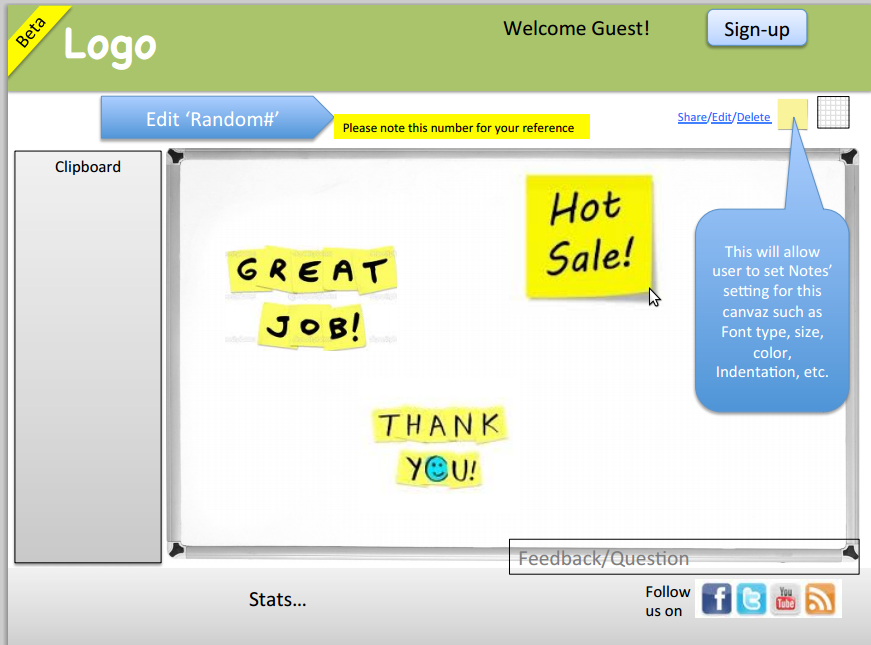 Beta
Logo
Welcome Guest!
Sign-up
Edit ‘Random#’
Please note this number for your reference
Share/Edit/Delete
Clipboard
Hot
Sale!
GREAT
JOB!
This will allow
user to set Notes’
setting for this
canvaz such as
Font type, size,
color,
Indentation, etc.
THANK
YOU!
Feedback/Question
Stats...
Follow
us on
f
t
You
Tube